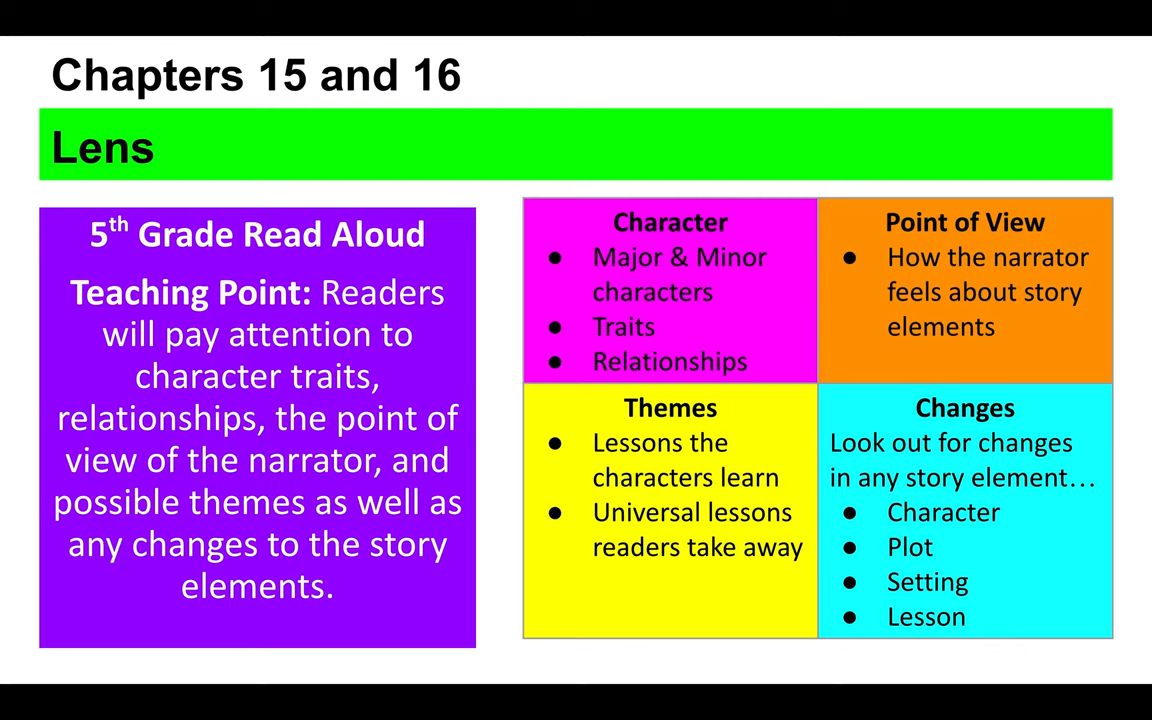 Chapters 15 and 16
Lens
5th Grade Read Aloud
Teaching Point: Readers
will pay attention to
character traits,
relationships, the point of
view of the narrator, and
possible themes as well as
any changes to the story
elements.
Character
● Major & Minor
characters
● Traits
● Relationships
Point of View
● How the narrator
feels about story
elements
Themes
● Lessons the
characters learn
● Universal lessons
readers take away
Changes
Look out for changes
in any story element…
● Character
● Plot
● Setting
● Lesson